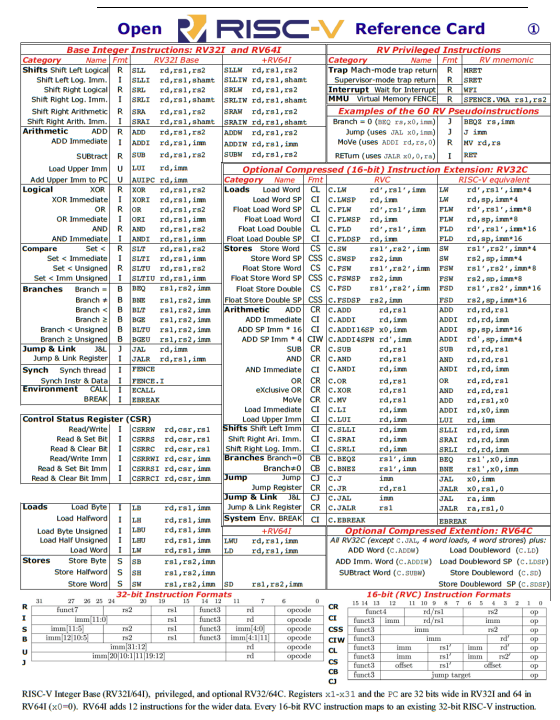 Open RISC-V Reference Card ①
Base Integer Instructions: RV32I and RV64I
Category Name Fmt RV32I Base +RV64I
Shifts Shift Left Logical R SLL rd,rs1,rs2 SLLW rd,rs1,rs2
Shift Left Log. Imm. I SLLI rd,rs1,shamt SLLIW rd,rs1,shamt
Shift Right Logical R SRL rd,rs1,rs2 SRLW rd,rs1,rs2
Shift Right Log. Imm. I SRLI rd,rs1,shamt SRLIW rd,rs1,shamt
Shift Right Arithmetic R SRA rd,rs1,rs2 SRAW rd,rs1,rs2
Shift Right Arith. Imm. I SRAI rd,rs1,shamt SRAIW rd,rs1,shamt
Arithmetic ADD R ADD rd,rs1,rs2 ADDW rd,rs1,rs2
ADD Immediate I ADDI rd,rs1,imm ADDIW rd,rs1,imm
SUBtract R SUB rd,rs1,rs2 SUBW rd,rs1,rs2
Load Upper Imm U LUI rd,imm
Add Upper Imm to PC U AUIPC rd,imm
Logical XOR R XOR rd,rs1,rs2
XOR Immediate I XORI rd,rs1,imm
OR R OR rd,rs1,rs2
OR Immediate I ORI rd,rs1,imm
AND R AND rd,rs1,rs2
AND Immediate I ANDI rd,rs1,imm
Compare Set < R SLT rd,rs1,rs2
Set < Immediate I SLTI rd,rs1,imm
Set < Unsigned R SLTU rd,rs1,rs2
Set < Imm Unsigned I SLTIU rd,rs1,imm
Branches Branch = B BEQ rs1,rs2,imm
Branch ≠ B BNE rs1,rs2,imm
Branch < B BLT rs1,rs2,imm
Branch ≥ B BGE rs1,rs2,imm
Branch < Unsigned B BLTU rs1,rs2,imm
Branch ≥ Unsigned B BGEU rs1,rs2,imm
Jump & Link J&L J JAL rd,imm
Jump & Link Register I JALR rd,rs1,imm
Synch Synch thread I FENCE
Synch Instr & Data I FENCE.I
Environment CALL I ECALL
BREAK I EBREAK
Control Status Register (CSR)
Read/Write I CSRRW rd,csr,rs1
Read & Set Bit I CSRRS rd,csr,rs1
Read & Clear Bit I CSRRC rd,csr,rs1
Read/Write Imm I CSRRWI rd,csr,imm
Read & Set Bit Imm I CSRRSI rd,csr,imm
Read & Clear Bit Imm I CSRRCI rd,csr,imm
Loads Load Byte I LB rd,rs1,imm
Load Halfword I LH rd,rs1,imm
Load Byte Unsigned I LBU rd,rs1,imm +RV64I
Load Half Unsigned I LHU rd,rs1,imm LWU rd,rs1,imm
Load Word I LW rd,rs1,imm LD rd,rs1,imm
Stores Store Byte S SB rs1,rs2,imm
Store Halfword S SH rs1,rs2,imm
Store Word S SW rs1,rs2,imm SD rs1,rs2,imm
RV Privileged Instructions
Category Name Fmt RV mnemonic
Trap Mach-mode trap return R MRET
Supervisor-mode trap return R SRET
Interrupt Wait for Interrupt R WFI
MMU Virtual Memory FENCE R SFENCE.VMA rs1,rs2
Examples of the 60 RV Pseudoinstructions
Branch = 0 (BEQ rs,x0,imm) J BEQZ rs,imm
Jump (uses JAL x0,imm) J J imm
MoVe (uses ADDI rd,rs,0) R MV rd,rs
RETurn (uses JALR x0,0,ra) I RET
Optional Compressed (16-bit) Instruction Extension: RV32C
Category Name Fmt RVC RISC-V equivalent
Loads Load Word CL C.LW rd′,rs1′,imm LW rd′,rs1′,imm*4
Load Word SP CI C.LWSP rd,imm LW rd,sp,imm*4
Float Load Word CL C.FLW rd′,rs1′,imm FLW rd′,rs1′,imm*8
Float Load Word CI C.FLWSP rd,imm FLW rd,sp,imm*8
Float Load Double CL C.FLD rd′,rs1′,imm FLD rd′,rs1′,imm*16
Float Load Double SP CI C.FLDSP rd,imm FLD rd,sp,imm*16
Stores Store Word CS C.SW rs1′,rs2′,imm SW rs1′,rs2′,imm*4
Store Word SP CSS C.SWSP rs2,imm SW rs2,sp,imm*4
Float Store Word CS C.FSW rs1′,rs2′,imm FSW rs1′,rs2′,imm*8
Float Store Word SP CSS C.FSWSP rs2,imm FSW rs2,sp,imm*8
Float Store Double CS C.FSD rs1′,rs2′,imm FSD rs1′,rs2′,imm*16
Float Store Double SP CSS C.FSDSP rs2,imm FSD rs2,sp,imm*16
Arithmetic ADD CR C.ADD rd,rs1 ADD rd,rd,rs1
ADD Immediate CI C.ADDI rd,imm ADDI rd,rd,imm
ADD SP Imm * 16 CI C.ADDI16SP x0,imm ADDI sp,sp,imm*16
ADD SP Imm * 4 CIW C.ADDI4SPN rd',imm ADDI rd',sp,imm*4
SUB CR C.SUB rd,rs1 SUB rd,rd,rs1
AND CR C.AND rd,rs1 AND rd,rd,rs1
AND Immediate CI C.ANDI rd,imm ANDI rd,rd,imm
OR CR C.OR rd,rs1 OR rd,rd,rs1
eXclusive OR CR C.XOR rd,rs1 AND rd,rd,rs1
MoVe CR C.MV rd,rs1 ADD rd,rs1,x0
Load Immediate CI C.LI rd,imm ADDI rd,x0,imm
Load Upper Imm CI C.LUI rd,imm LUI rd,imm
Shifts Shift Left Imm CI C.SLLI rd,imm SLLI rd,rd,imm
Shift Right Ari. Imm. CI C.SRAI rd,imm SRAI rd,rd,imm
Shift Right Log. Imm. CI C.SRLI rd,imm SRLI rd,rd,imm
Branches Branch=0 CB C.BEQZ rs1′,imm BEQ rs1',x0,imm
Branch≠0 CB C.BNEZ rs1′,imm BNE rs1',x0,imm
Jump Jump CJ C.J imm JAL x0,imm
Jump Register CR C.JR rd,rs1 JALR x0,rs1,0
Jump & Link J&L CJ C.JAL imm JAL ra,imm
Jump & Link Register CR C.JALR rs1 JALR ra,rs1,0
System Env. BREAK CI C.EBREAK EBREAK
Optional Compressed Extention: RV64C
All RV32C (except C.JAL, 4 word loads, 4 word strores) plus:
ADD Word (C.ADDW) Load Doubleword (C.LD)
ADD Imm. Word (C.ADDIW) Load Doubleword SP (C.LDSP)
SUBtract Word (C.SUBW) Store Doubleword (C.SD)
Store Doubleword SP (C.SDSP)
32-bit Instruction Formats
31 27 26 25 24 20 19 15 14 12 11 7 6 0
R funct7 rs2 rs1 funct3 rd opcode
I imm[11:0] rs1 funct3 rd opcode
S imm[11:5] rs2 rs1 funct3 imm[4:0] opcode
B imm[12|10:5] rs2 rs1 funct3 imm[4:1|11] opcode
U imm[31:12] rd opcode
J imm[20|10:1|11|19:12] rd opcode
16-bit (RVC) Instruction Formats
15 14 13 12 11 10 9 8 7 6 5 4 3 2 1 0
CR funct4 rd/rs1 rs2 op
CI funct3 imm rd/rs1 imm op
CSS funct3 imm rs2 op
CIW funct3 imm rd′ op
CL funct3 imm rs1′ imm rd′ op
CS funct3 imm rs1′ imm rs2′ op
CB funct3 offset rs1′ offset op
CJ funct3 jump target op
RISC-V Integer Base (RV32I/64I), privileged, and optional RV32/64C. Registers x1-x31 and the PC are 32 bits wide in RV32I and 64 in
RV64I (x0=0). RV64I adds 12 instructions for the wider data. Every 16-bit RVC instruction maps to an existing 32-bit RISC-V instruction.